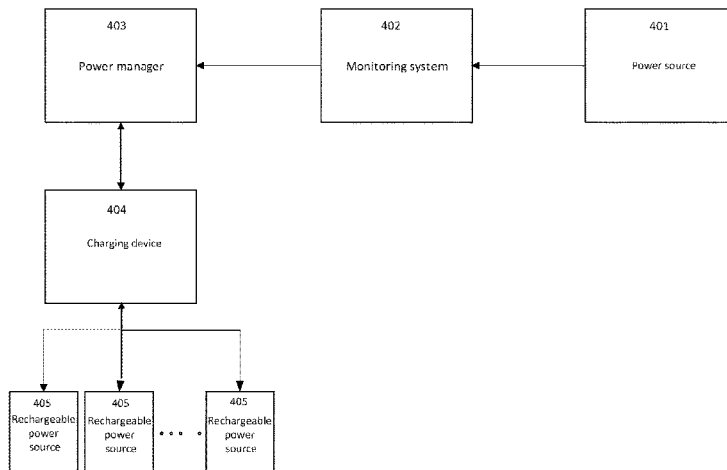 403
Power manager
402
Monitoring system
401
Power source
404
Charging device
405
Rechargeable
power
source
405
Rechargeable
power
source
405
Rechargeable
power
source